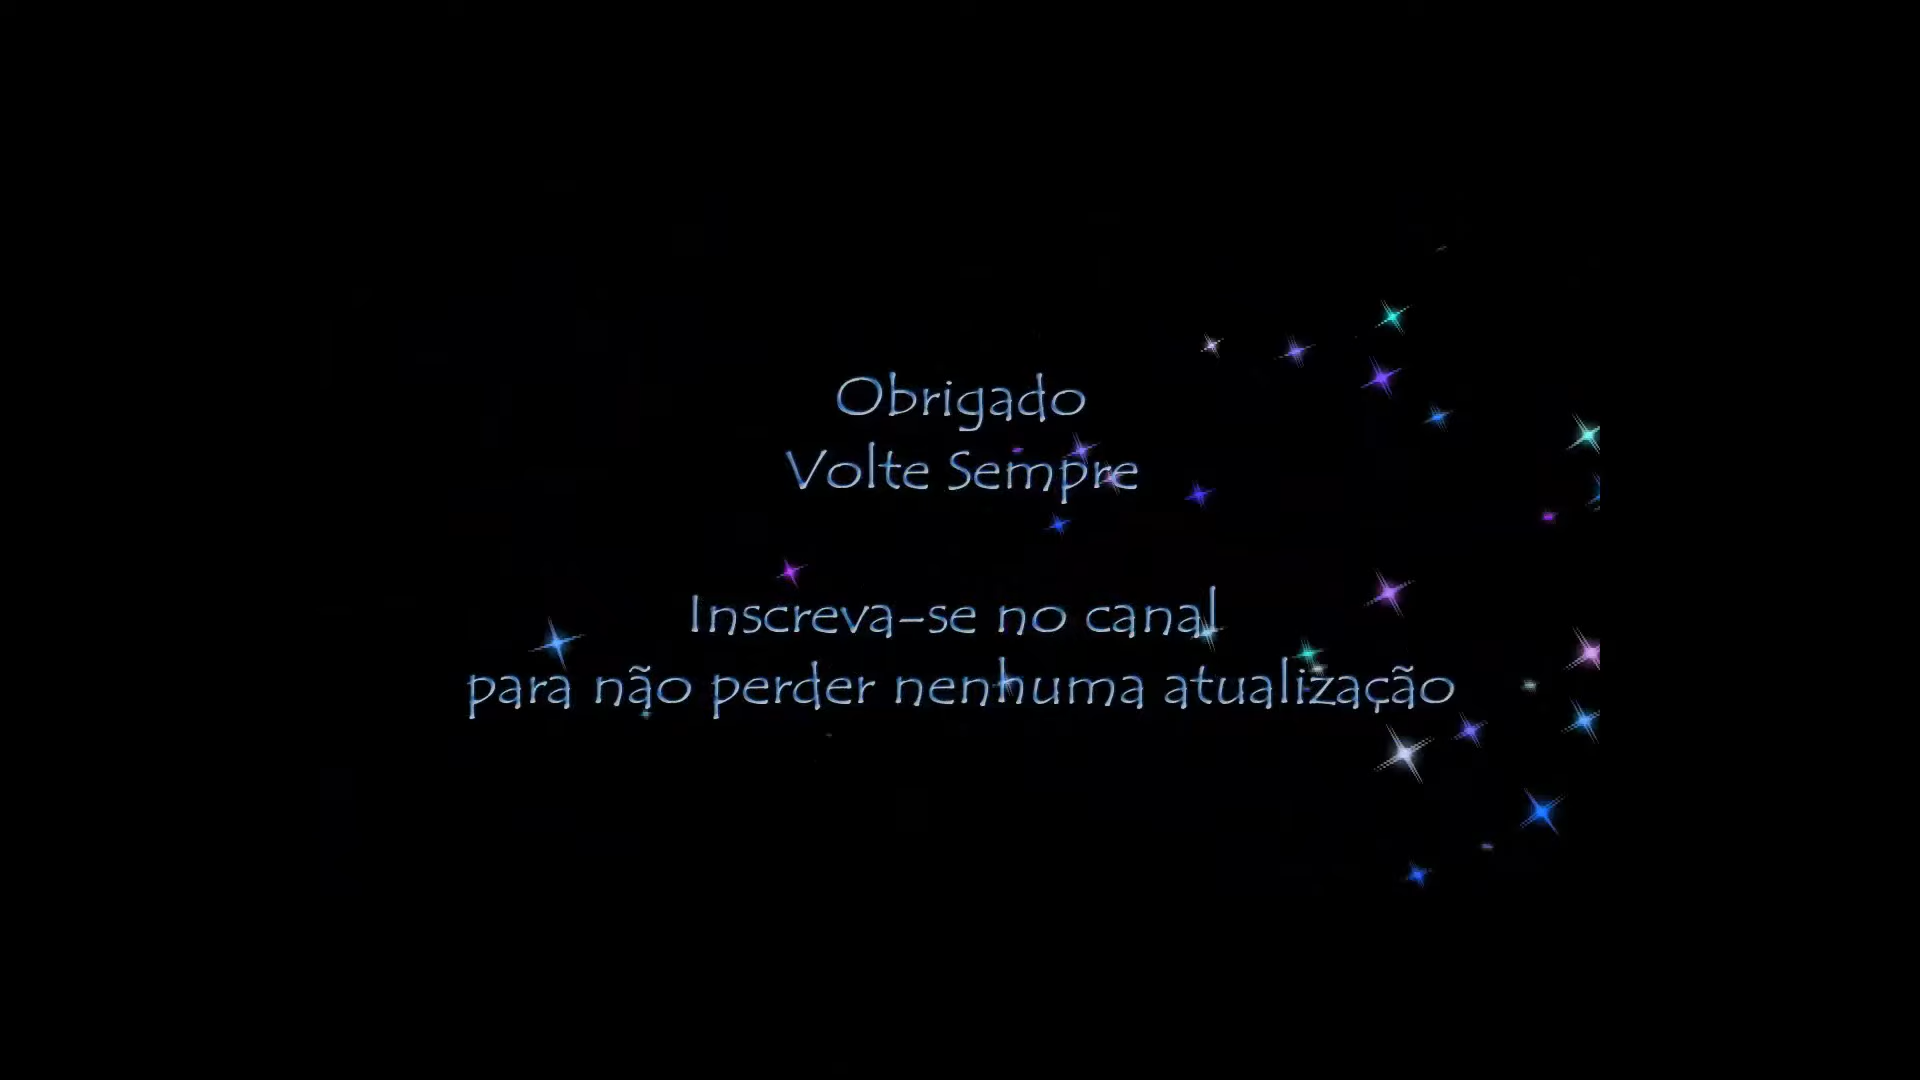 Obrigado
Volte Sempre
Inscreva-se no canal
para não perder nenhuma atualização